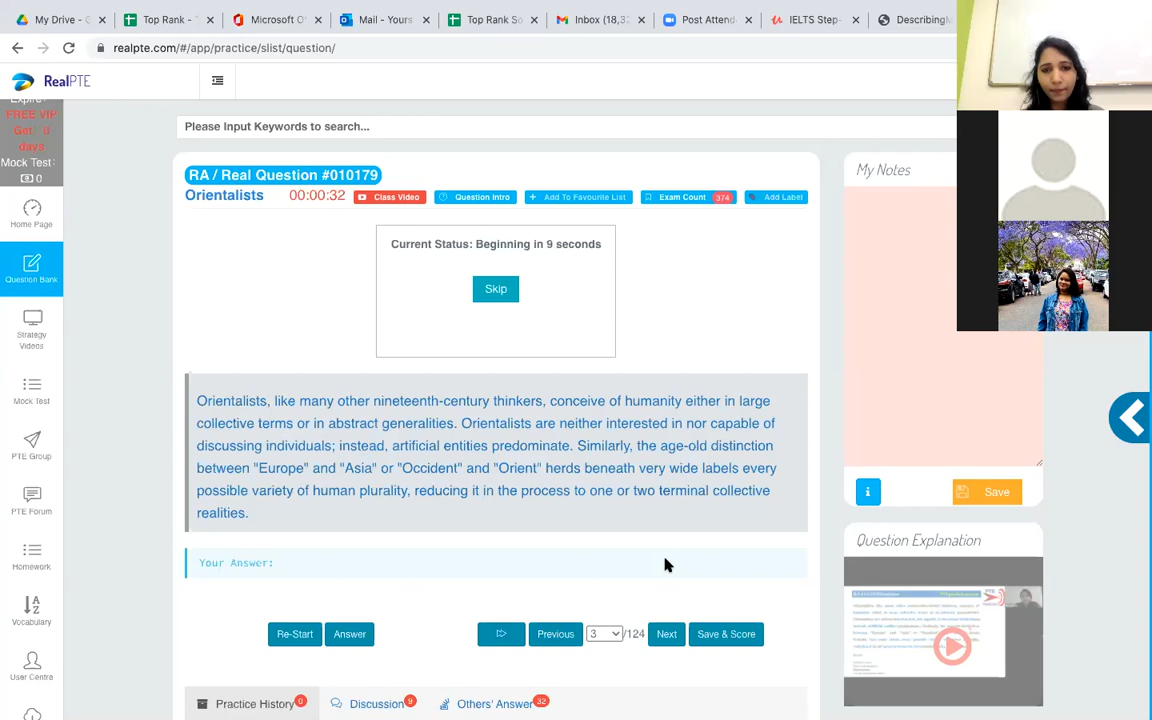 My Drive - G
Top Rank - T
Microsoft O
Mail - Yours
Top Rank So
Inbox (18,3
Post Attend
IELTS Step-
DescribingM
realpte.com/#/app/practice/slist/question/
RealPTE
Expire:
FREE VIP
Get
days
Mock Test:
0
Home Page
Question Bank
Strategy
Videos
Mock Test
PTE Group
PTE Forum
Homework
Vocabulary
User Centre
Please Input Keywords to search...
RA / Real Question #010179
Orientalists 00:00:32 Class Video Question Intro + Add To Favourite List Exam Count 374 Add Label
Current Status: Beginning in 9 seconds
Skip
Orientalists, like many other nineteenth-century thinkers, conceive of humanity either in large
collective terms or in abstract generalities. Orientalists are neither interested in nor capable of
discussing individuals; instead, artificial entities predominate. Similarly, the age-old distinction
between "Europe" and "Asia" or "Occident" and "Orient" herds beneath very wide labels every
possible variety of human plurality, reducing it in the process to one or two terminal collective
realities.
Your Answer:
Re-Start Answer Previous 3 /124 Next Save & Score
Practice History 0 Discussion 9 Others' Answer 32
My Notes
i Save
Question Explanation